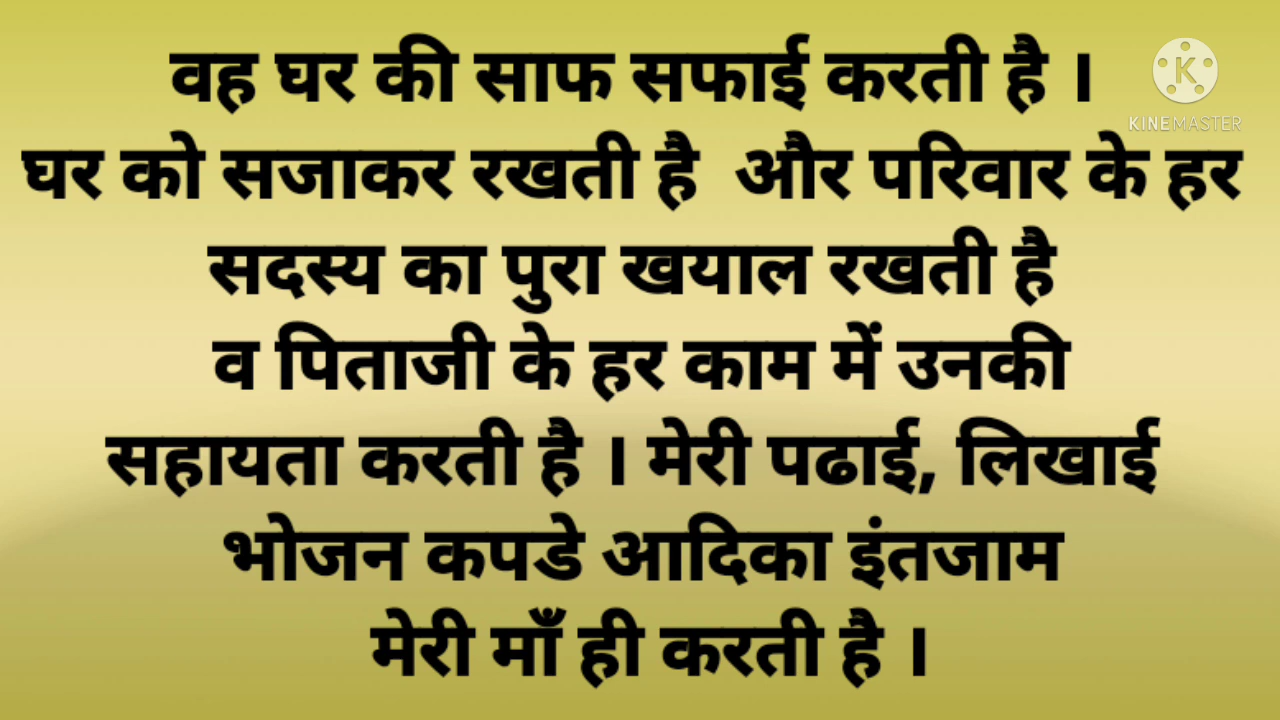 वह घर की साफ सफाई करती है ।
KINEMASTER
घर को सजाकर रखती है और परिवार के हर
सदस्य का पुरा खयाल रखती है
व पिताजी के हर काम में उनकी
सहायता करती है । मेरी पढाई, लिखाई
भोजन कपडे आदिका इंतजाम
मेरी माँ ही करती है ।